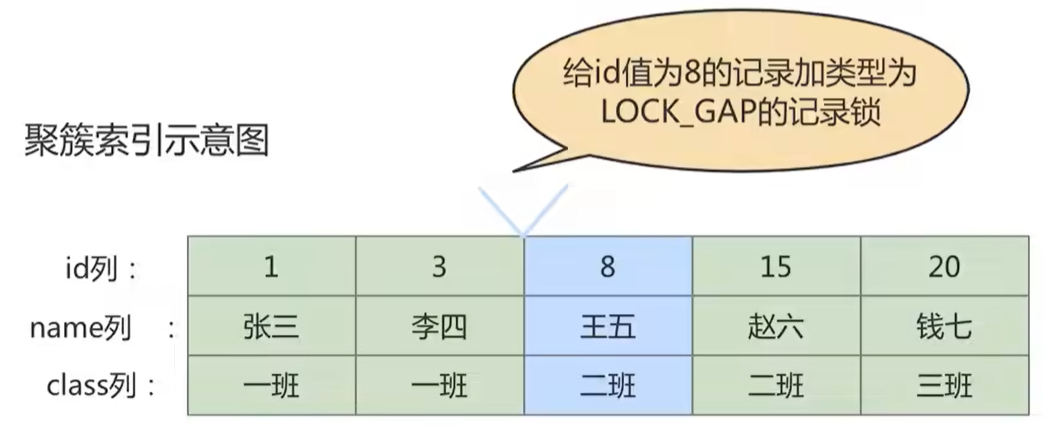 给id值为8的记录加类型为
LOCK_GAP的记录锁
聚簇索引示意图
id列： 1 3 8 15 20
name列 ： 张三 李四 王五 赵六 钱七
class列： 一班 一班 二班 二班 三班